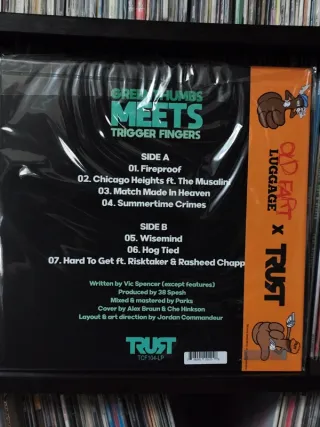 GREEN THUMBS
MEETS
TRIGGER FINGERS
SIDE A
01. Fireproof
02. Chicago Heights ft. The Musalini
03. Match Made In Heaven
04. Summertime Crimes
SIDE B
05. Wisemind
06. Hog Tied
07. Hard To Get ft. Risktaker & Rasheed Chapp
Written by Vic Spencer (except features)
Produced by 38 Spesh
Mixed & mastered by Parks
Cover by Alex Braun & Che Hinkson
Layout & art direction by Jordan Commandeur
TRUST
TCF134-LP
OLD FART
LUGGAGE
X
TRUST